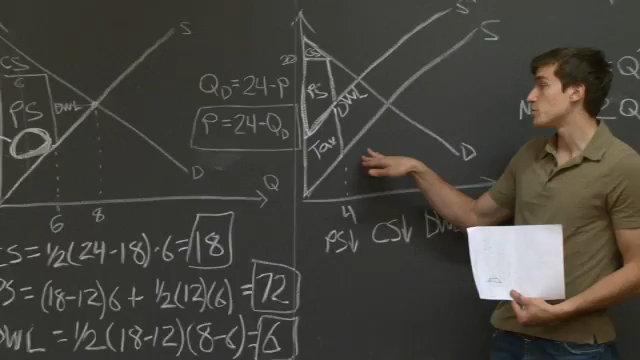 S
CS
6
PS
DWL
D
Q
6 8
Q_D = 24-P
P = 24-Q_D
CS = 1/2(24-18)·6 = 18
PS = (18-12)6 + 1/2(12)(6) = 72
DWL = 1/2(18-12)(8-6) = 6
S
S
CS
PS
DWL
Tax
D
4
PS↓ CS↓ DW